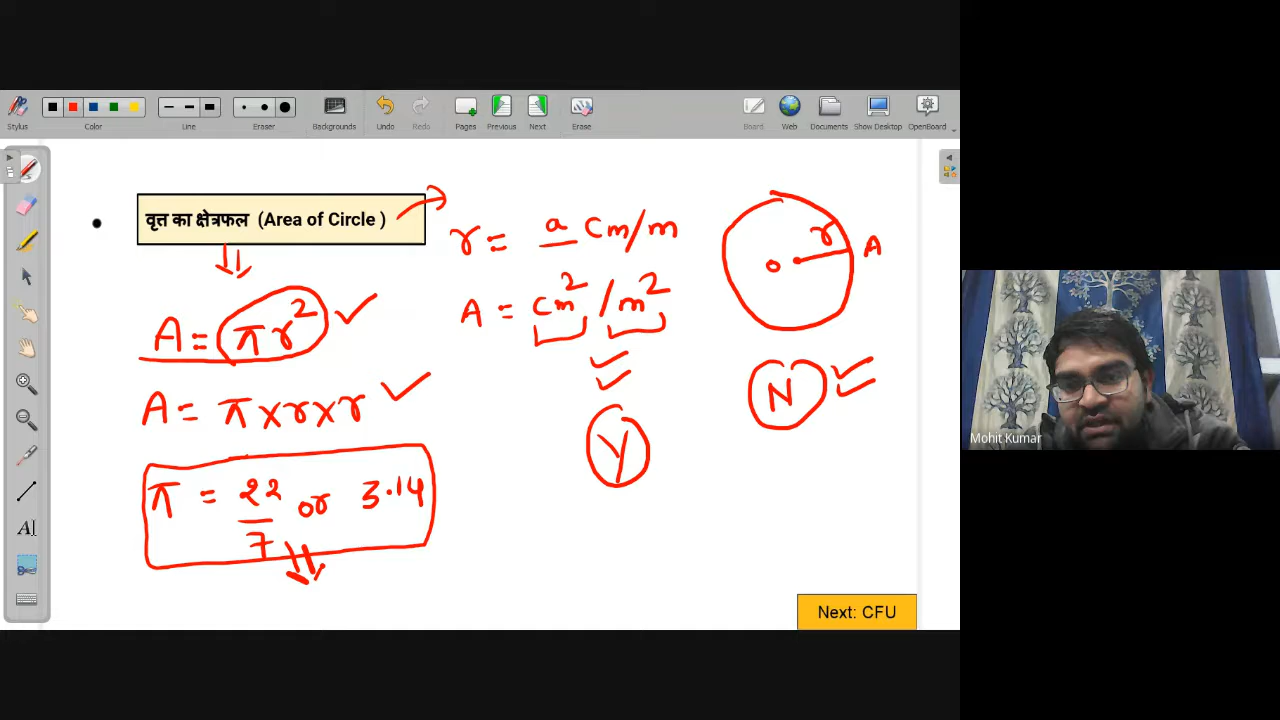 Stylus Color Line Eraser Backgrounds Undo Redo Pages Previous Next Erase Board Web Documents Show Desktop OpenBoard
वृत्त का क्षेत्रफल (Area of Circle )
r = a cm/m
A = cm² / m²
r A
o
A = πr²
A = π×r×r
π = 22/7 or 3.14
Y
N
Mohit Kumar
Next: CFU